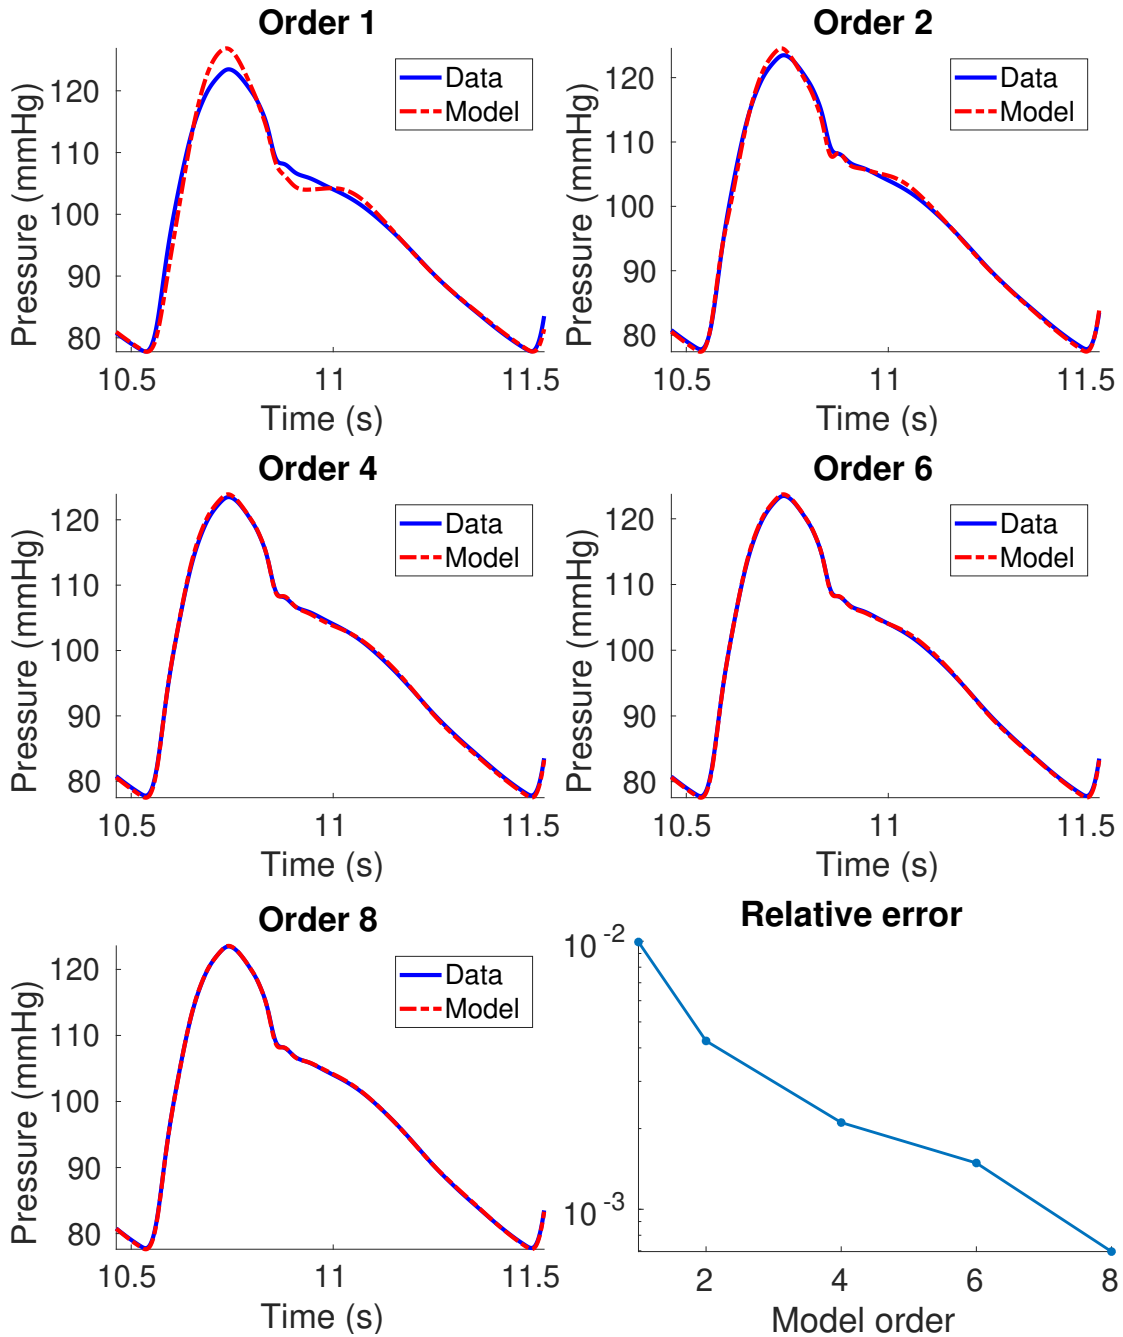 Order 1
Pressure (mmHg)
120
110
100
90
80
Data
Model
10.5
11
11.5
Time (s)
Order 2
Pressure (mmHg)
120
110
100
90
80
Data
Model
10.5
11
11.5
Time (s)
Order 4
Pressure (mmHg)
120
110
100
90
80
Data
Model
10.5
11
11.5
Time (s)
Order 6
Pressure (mmHg)
120
110
100
90
80
Data
Model
10.5
11
11.5
Time (s)
Order 8
Pressure (mmHg)
120
110
100
90
80
Data
Model
10.5
11
11.5
Time (s)
Relative error
10^-2
10^-3
2
4
6
8
Model order